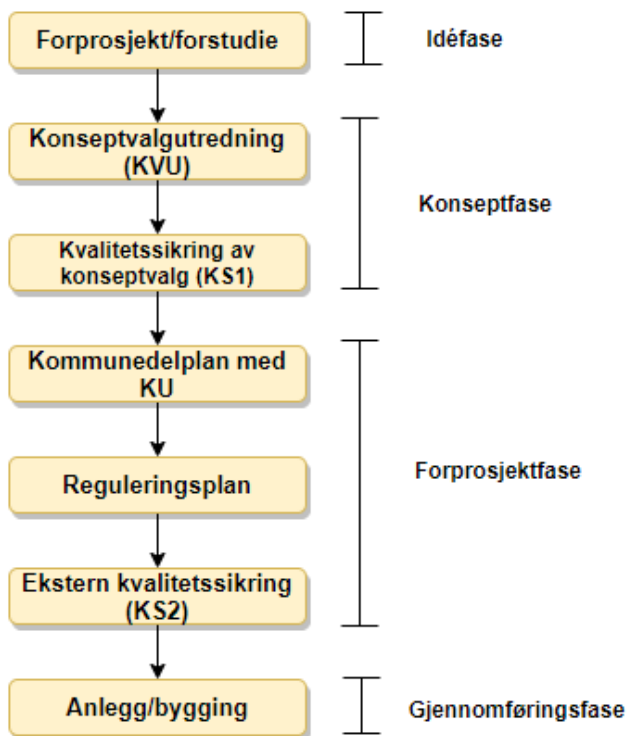 Forprosjekt/forstudie
Idéfase
Konseptvalgutredning
(KVU)
Konseptfase
Kvalitetssikring av
konseptvalg (KS1)
Kommunedelplan med
KU
Reguleringsplan
Forprosjektfase
Ekstern kvalitetssikring
(KS2)
Anlegg/bygging
Gjennomføringsfase